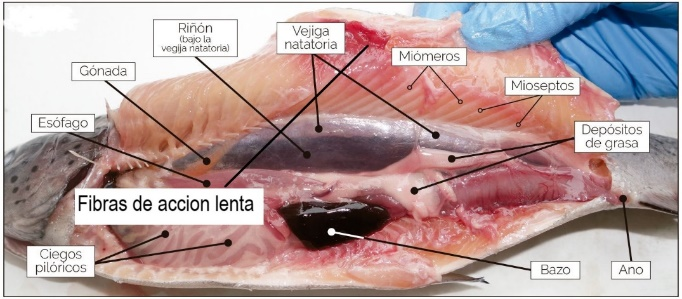 Riñón
(bajo la
vegija natatoria)
Vejiga
natatoria
Miómeros
Gónada
Mioseptos
Esófago
Depósitos
de grasa
Fibras de accion lenta
Ciegos
pilóricos
Bazo
Ano